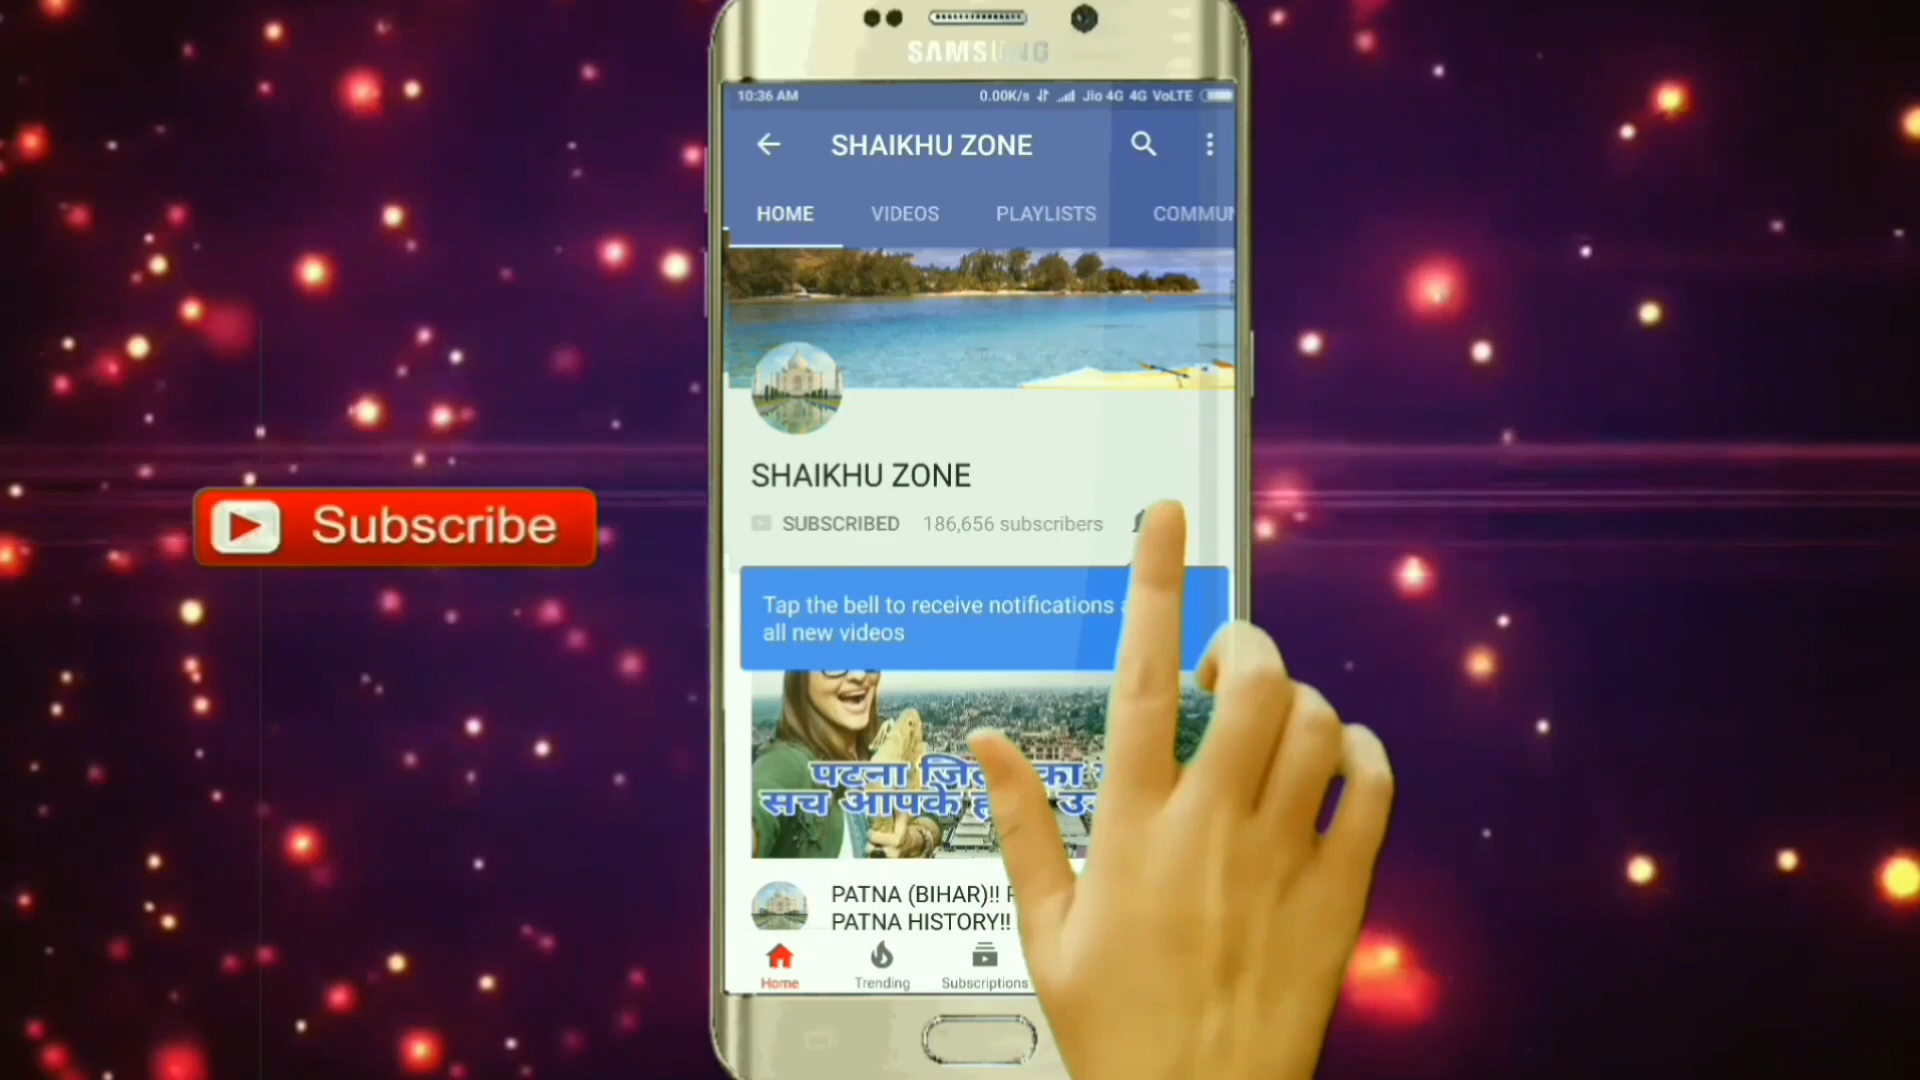 SAMSUNG
10:36 AM 0.00K/s Jio 4G 4G VoLTE
SHAIKHU ZONE
HOME VIDEOS PLAYLISTS COMMUN
SHAIKHU ZONE
SUBSCRIBED 186,656 subscribers
Subscribe
Tap the bell to receive notifications
all new videos
पटना का
सच आपके
PATNA (BIHAR)!!
PATNA HISTORY!!
Home Trending Subscriptions